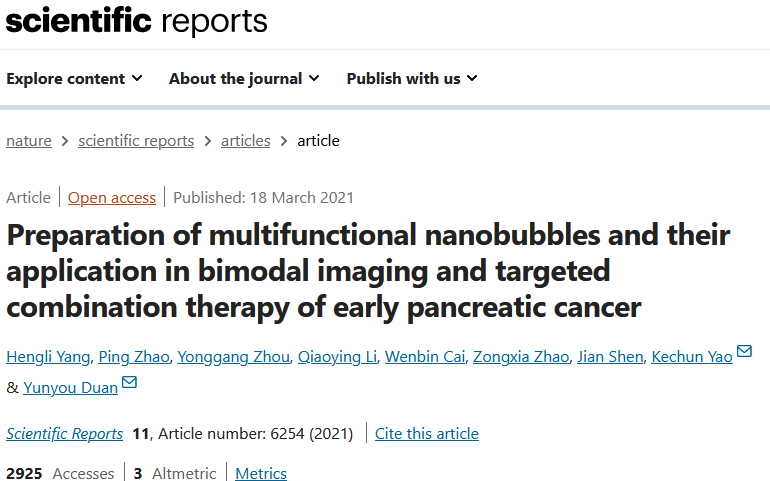 scientific reports
Explore content About the journal Publish with us
nature > scientific reports > articles > article
Article | Open access | Published: 18 March 2021
Preparation of multifunctional nanobubbles and their
application in bimodal imaging and targeted
combination therapy of early pancreatic cancer
Hengli Yang, Ping Zhao, Yonggang Zhou, Qiaoying Li, Wenbin Cai, Zongxia Zhao, Jian Shen, Kechun Yao
& Yunyou Duan
Scientific Reports 11, Article number: 6254 (2021) | Cite this article
2925 Accesses | 3 Altmetric | Metrics